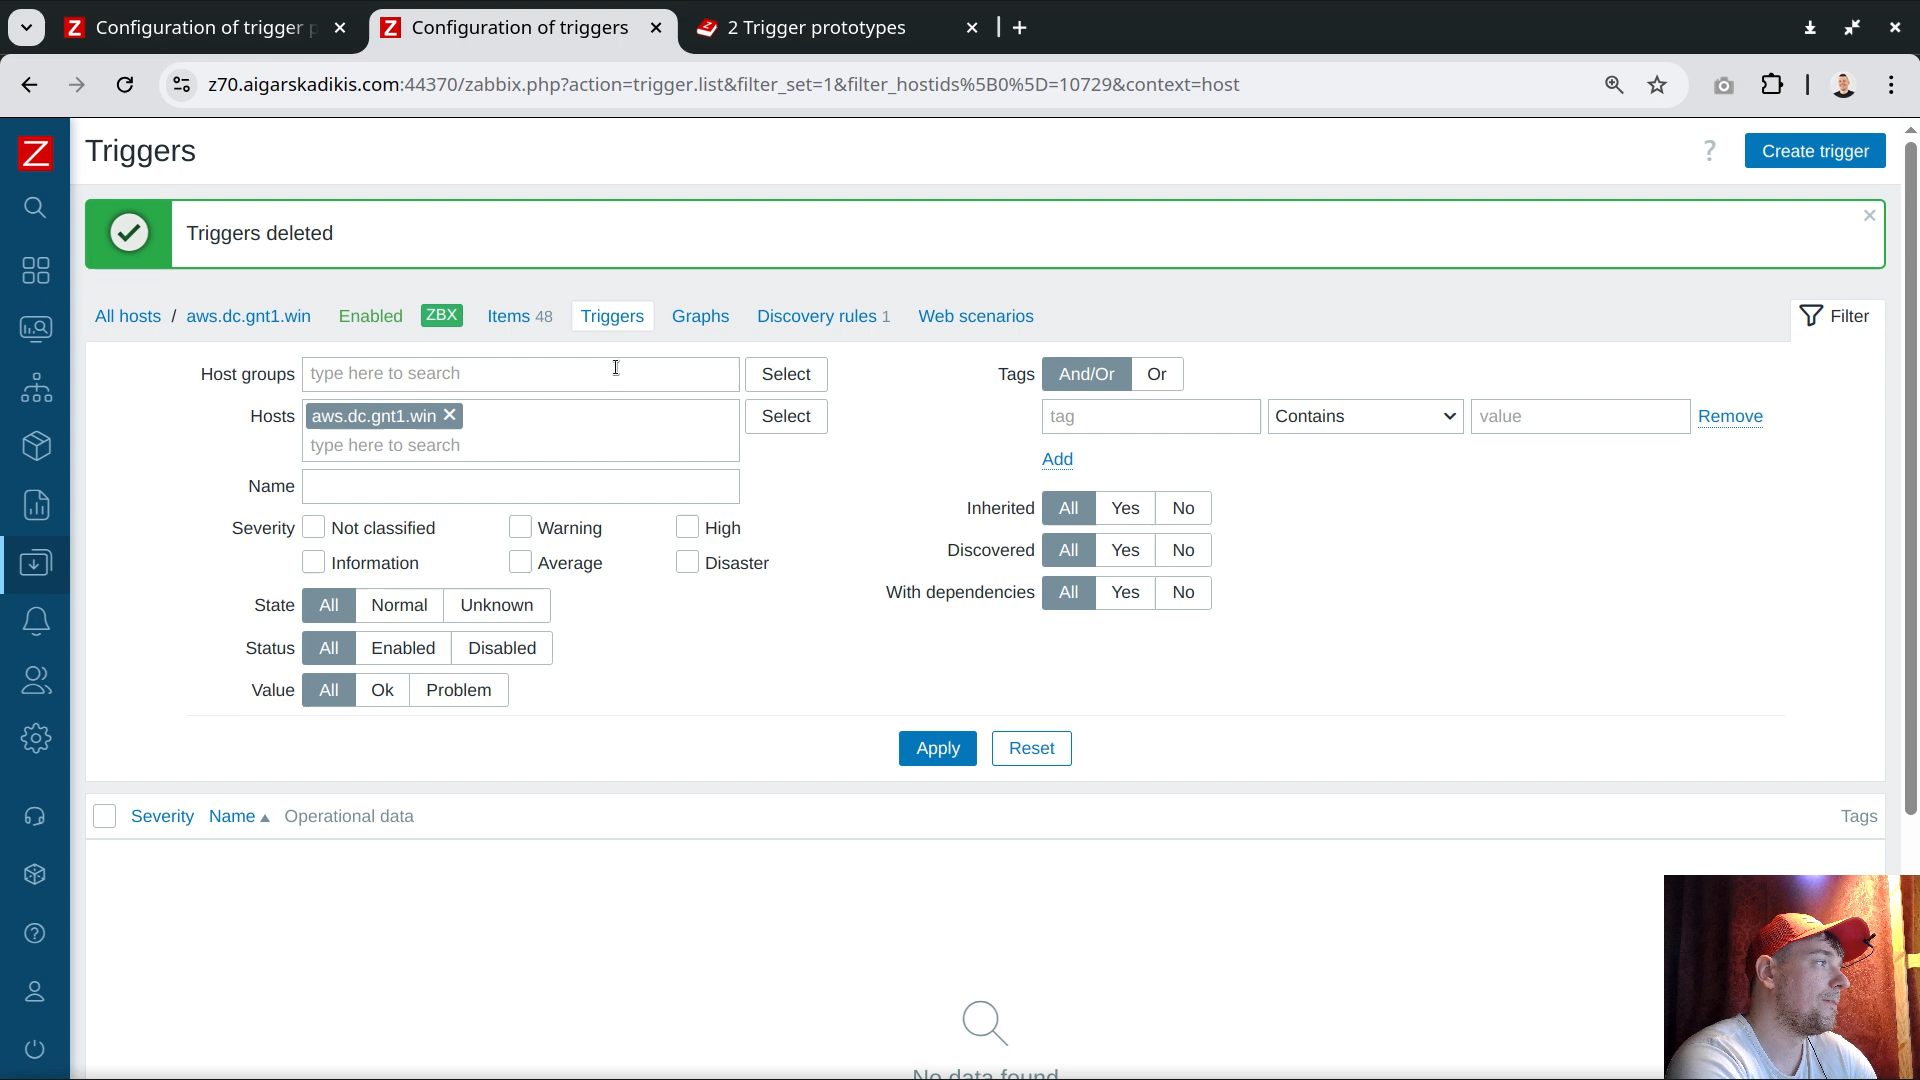 Configuration of trigger p
Configuration of triggers
2 Trigger prototypes
z70.aigarskadikis.com:44370/zabbix.php?action=trigger.list&filter_set=1&filter_hostids%5B0%5D=10729&context=host
Z
Triggers
?
Create trigger
Triggers deleted
All hosts / aws.dc.gnt1.win Enabled ZBX Items 48 Triggers Graphs Discovery rules 1 Web scenarios
Filter
Host groups type here to search Select
Tags And/Or Or
Hosts aws.dc.gnt1.win Select
type here to search
tag Contains value Remove
Add
Name
Severity Not classified Warning High
Information Average Disaster
Inherited All Yes No
Discovered All Yes No
With dependencies All Yes No
State All Normal Unknown
Status All Enabled Disabled
Value All Ok Problem
Apply Reset
Severity Name Operational data Tags
No data found